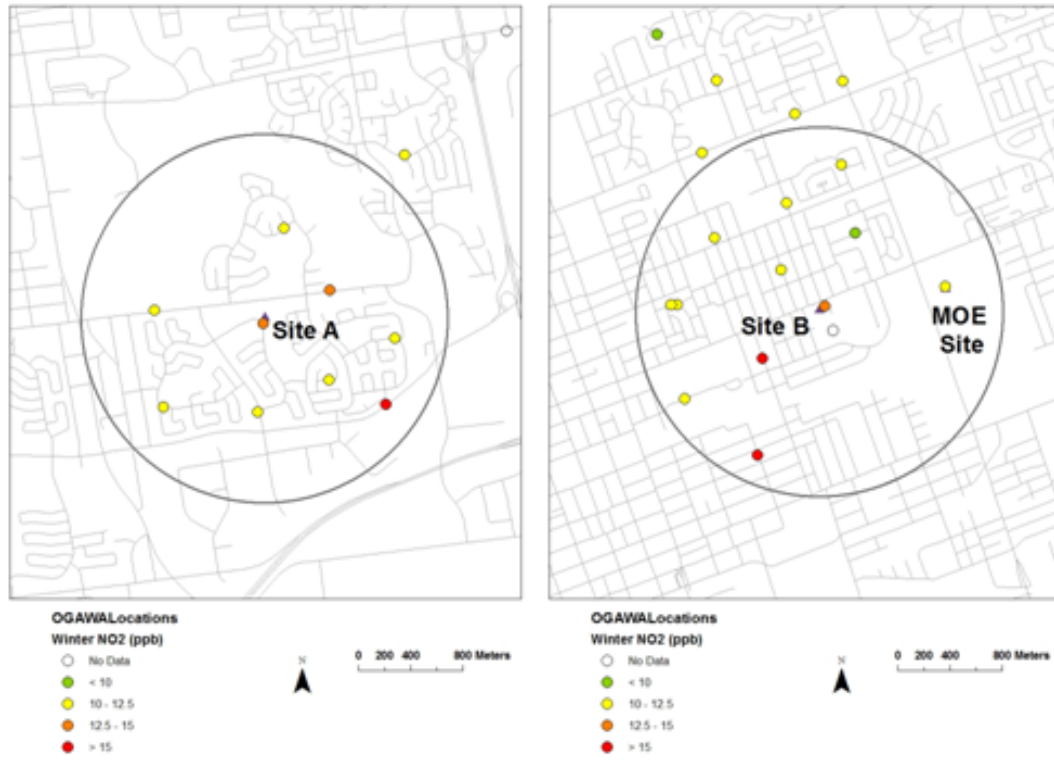 Site A
Site B
MOE
Site
OGAWALocations
Winter NO2 (ppb)
No Data
< 10
10 - 12.5
12.5 - 15
> 15
N
0 200 400 800 Meters
OGAWALocations
Winter NO2 (ppb)
No Data
< 10
10 - 12.5
12.5 - 15
> 15
N
0 200 400 800 Meters